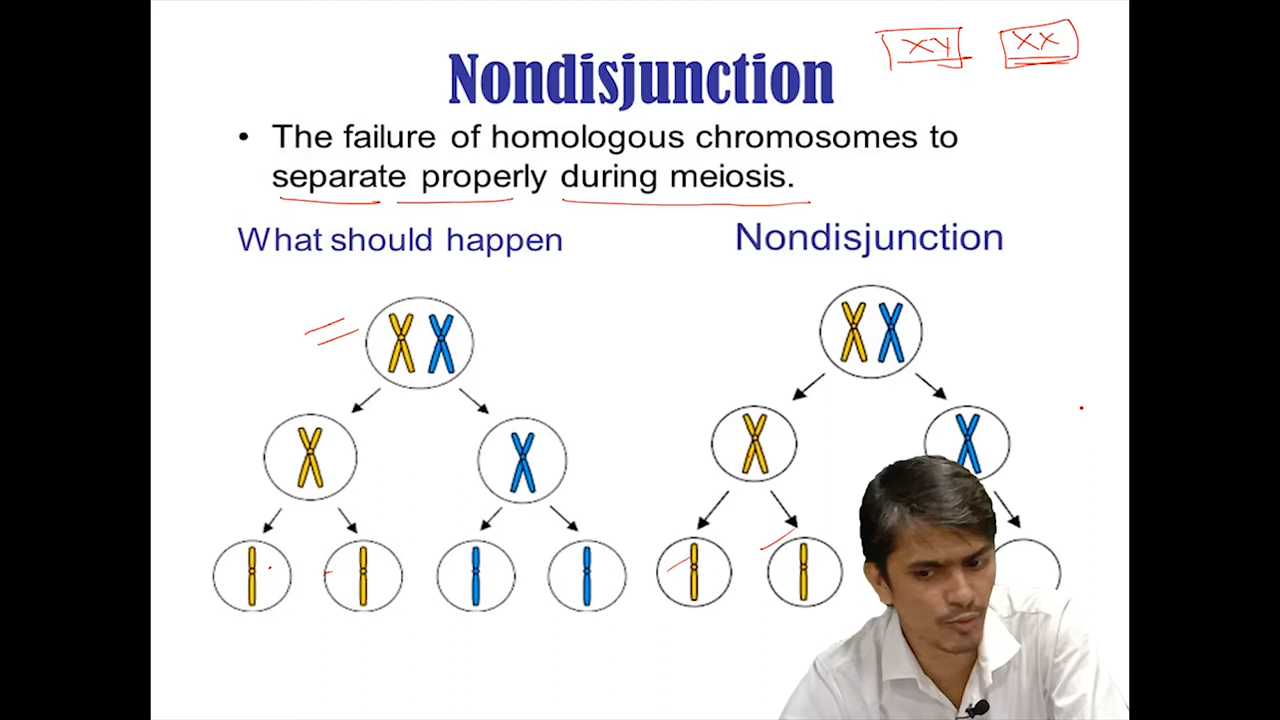 XY XX
Nondisjunction
• The failure of homologous chromosomes to
separate properly during meiosis.
What should happen
Nondisjunction